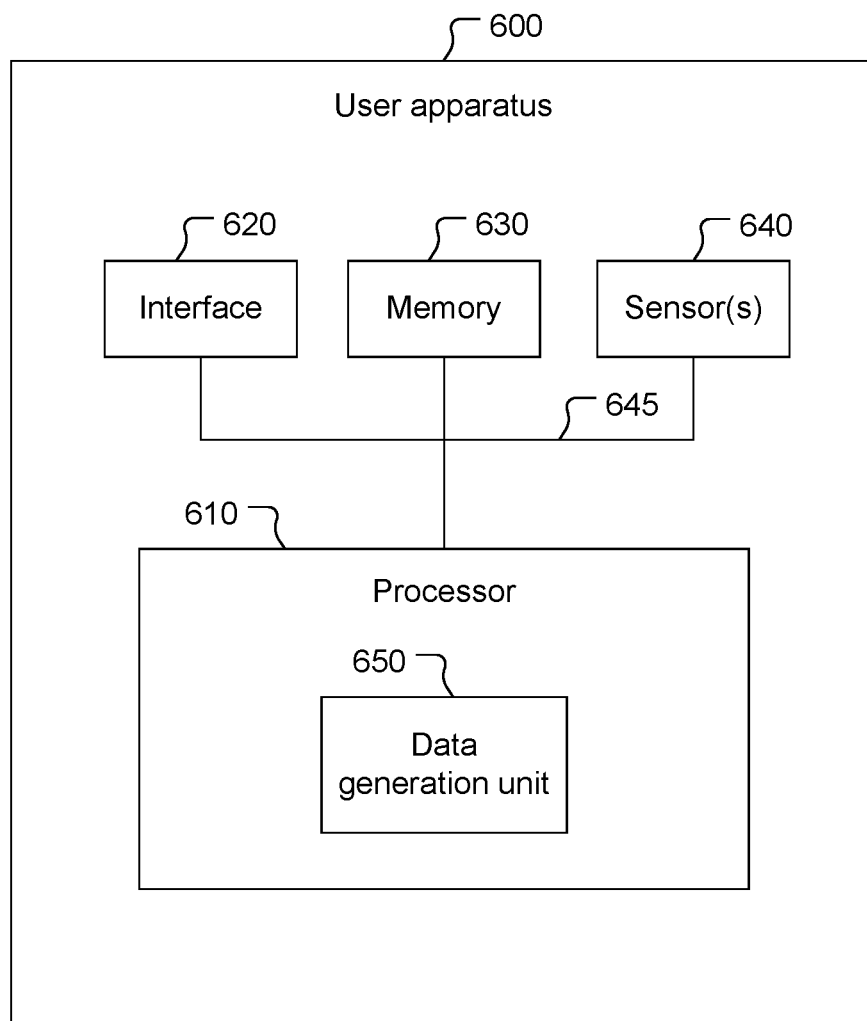 600
User apparatus
620
630
640
Interface
Memory
Sensor(s)
645
610
Processor
650
Data
generation unit